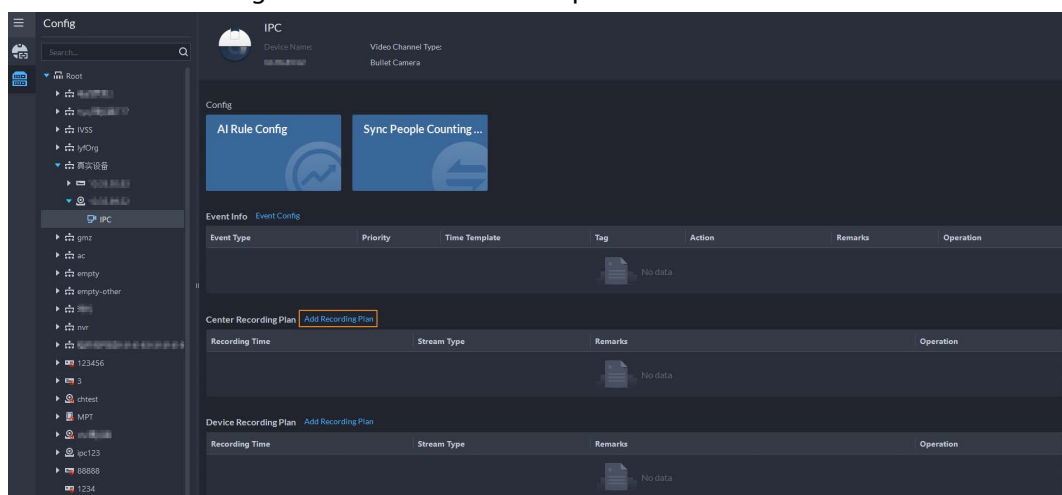 Config
Search...
Root
IVSS
lyfOrg
真实设备
IPC
gmz
ac
empty
empty-other
nvr
123456
3
chtest
MPT
ipc123
88888
1234
IPC
Device Name: Video Channel Type:
Bullet Camera
Config
AI Rule Config Sync People Counting ...
Event Info Event Config
Event Type Priority Time Template Tag Action Remarks Operation
No data
Center Recording Plan Add Recording Plan
Recording Time Stream Type Remarks Operation
No data
Device Recording Plan Add Recording Plan
Recording Time Stream Type Remarks Operation
No data